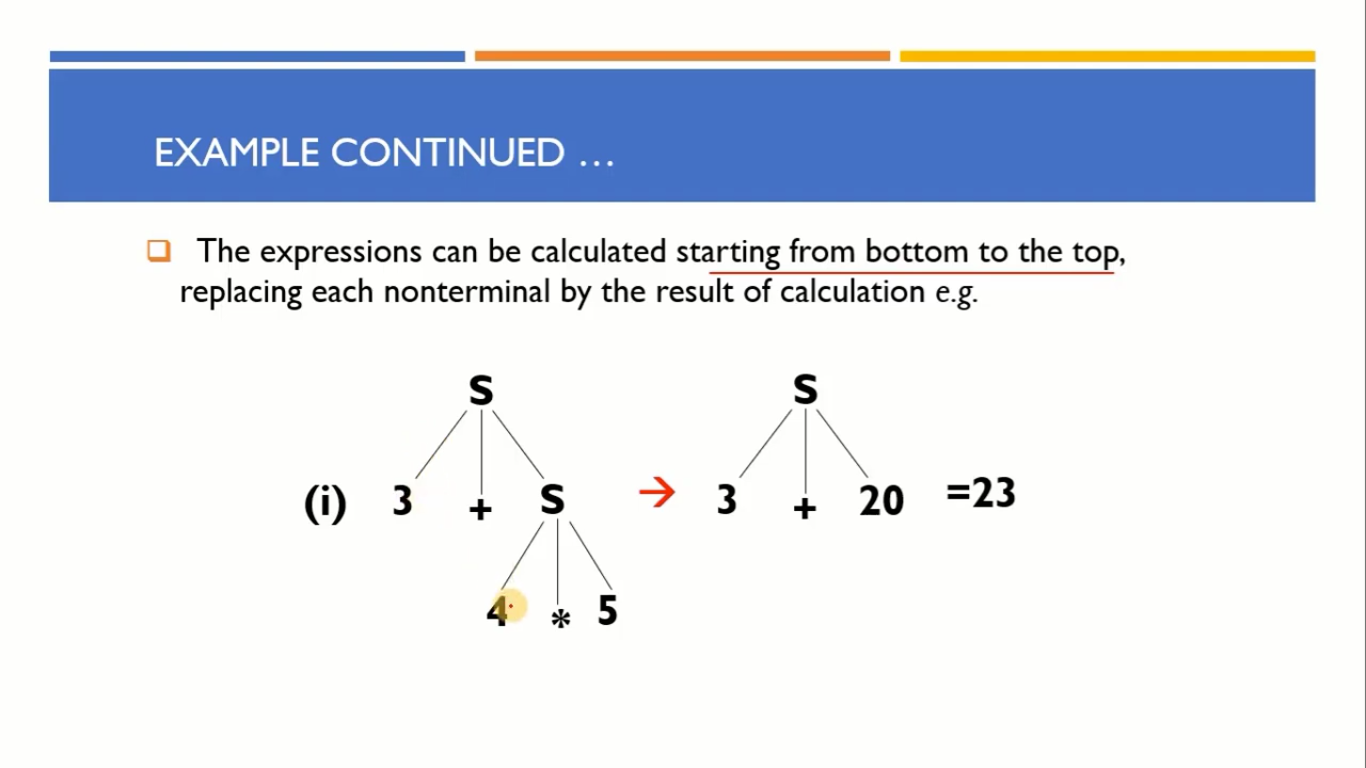 EXAMPLE CONTINUED …
The expressions can be calculated starting from bottom to the top,
replacing each nonterminal by the result of calculation e.g.
S S
(i) 3 + S → 3 + 20 =23
4 * 5